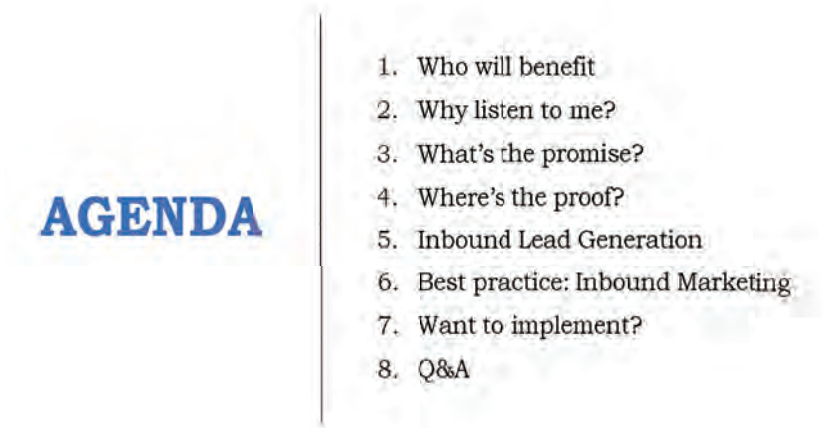 AGENDA
1. Who will benefit
2. Why listen to me?
3. What's the promise?
4. Where's the proof?
5. Inbound Lead Generation
6. Best practice: Inbound Marketing
7. Want to implement?
8. Q&A